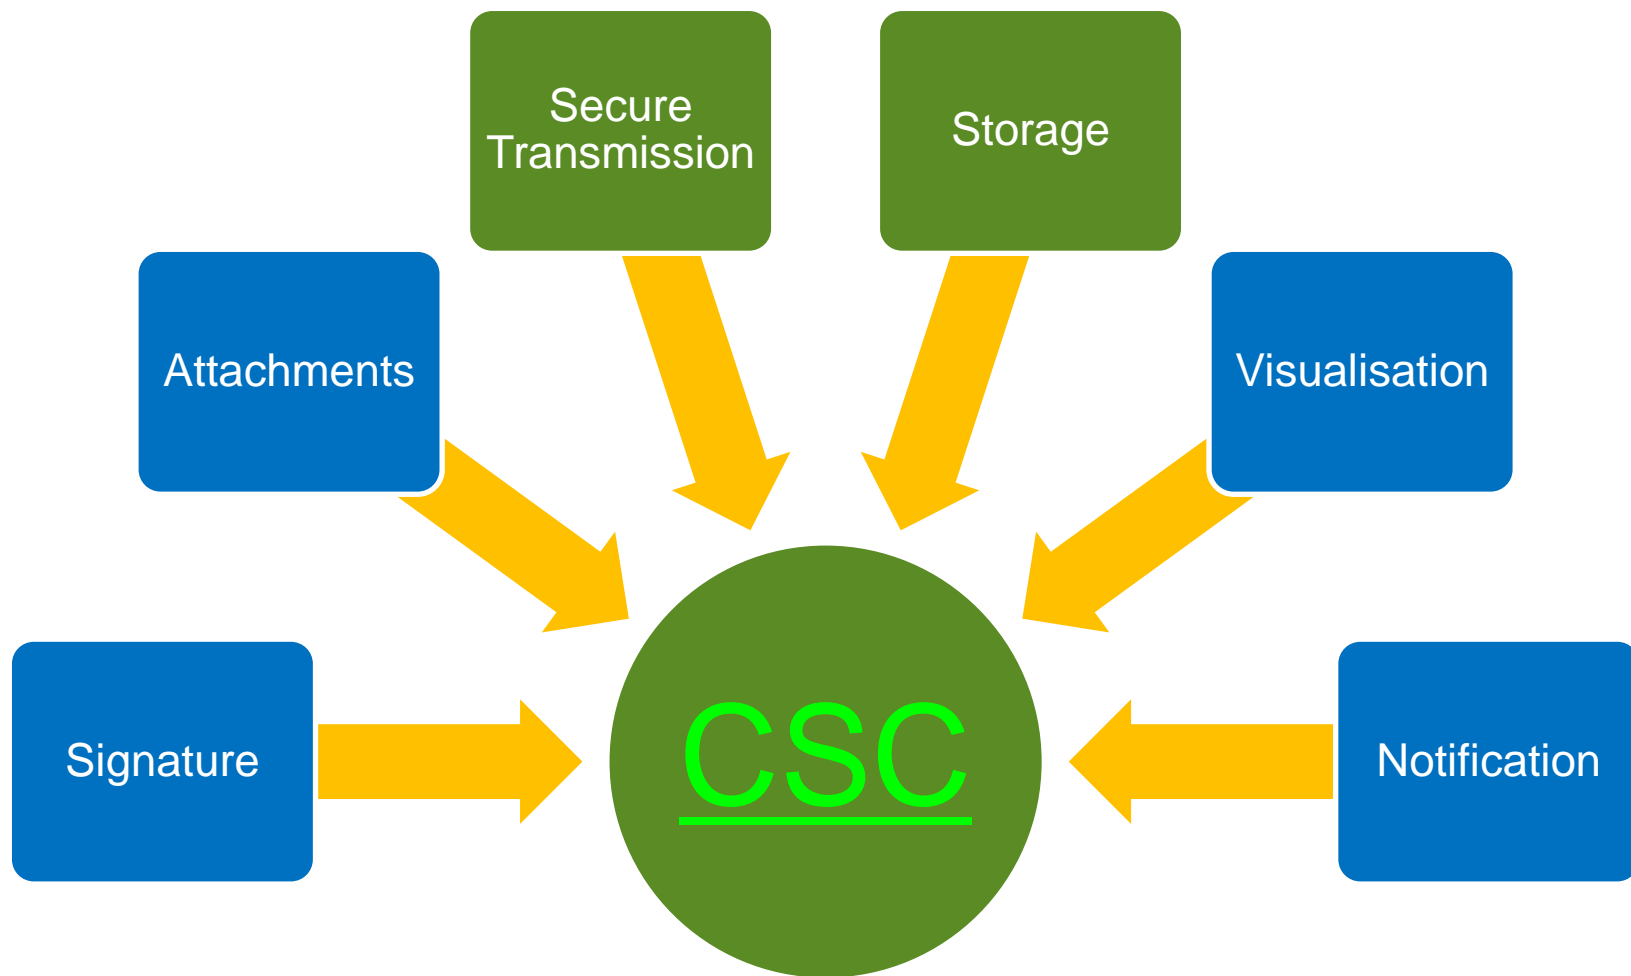 Secure
Transmission
Storage
Attachments
Visualisation
Signature
CSC
Notification